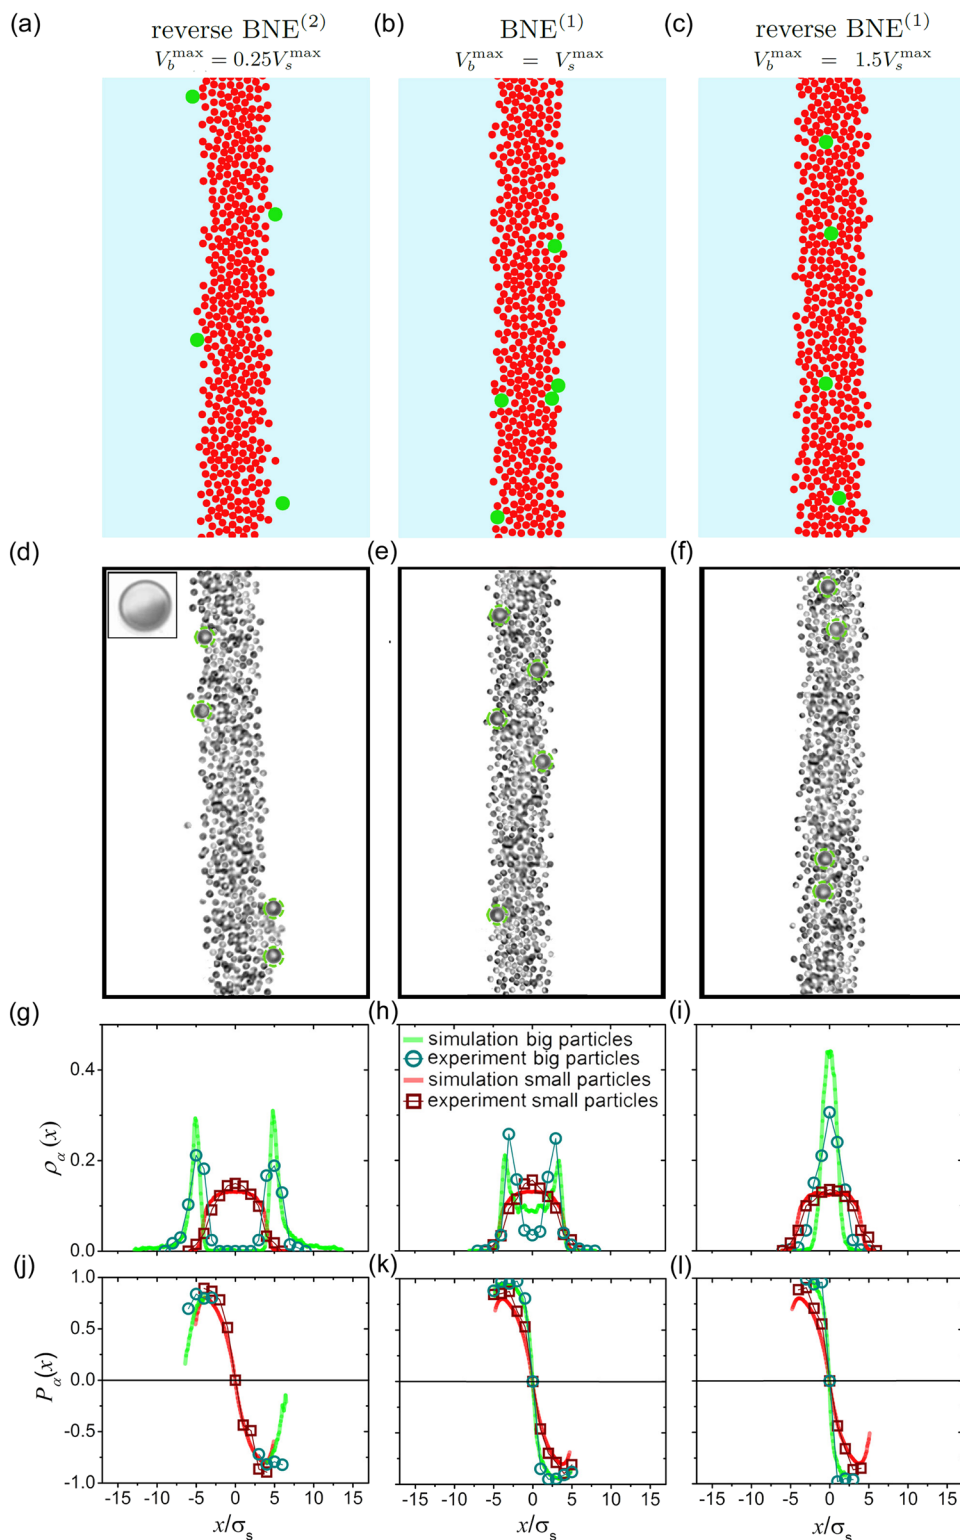 (a) reverse BNE⁽²⁾
V_b^max = 0.25V_s^max
(b) BNE⁽¹⁾
V_b^max = V_s^max
(c) reverse BNE⁽¹⁾
V_b^max = 1.5V_s^max
(d)
(e)
(f)
(g)
(h)
(i)
simulation big particles
experiment big particles
simulation small particles
experiment small particles
0.4
0.2
0.0
ρ_α(x)
(j)
(k)
(l)
1.0
0.5
0.0
-0.5
-1.0
P_α(x)
-15 -10 -5 0 5 10 15
-15 -10 -5 0 5 10 15
-15 -10 -5 0 5 10 15
x/σ_s
x/σ_s
x/σ_s